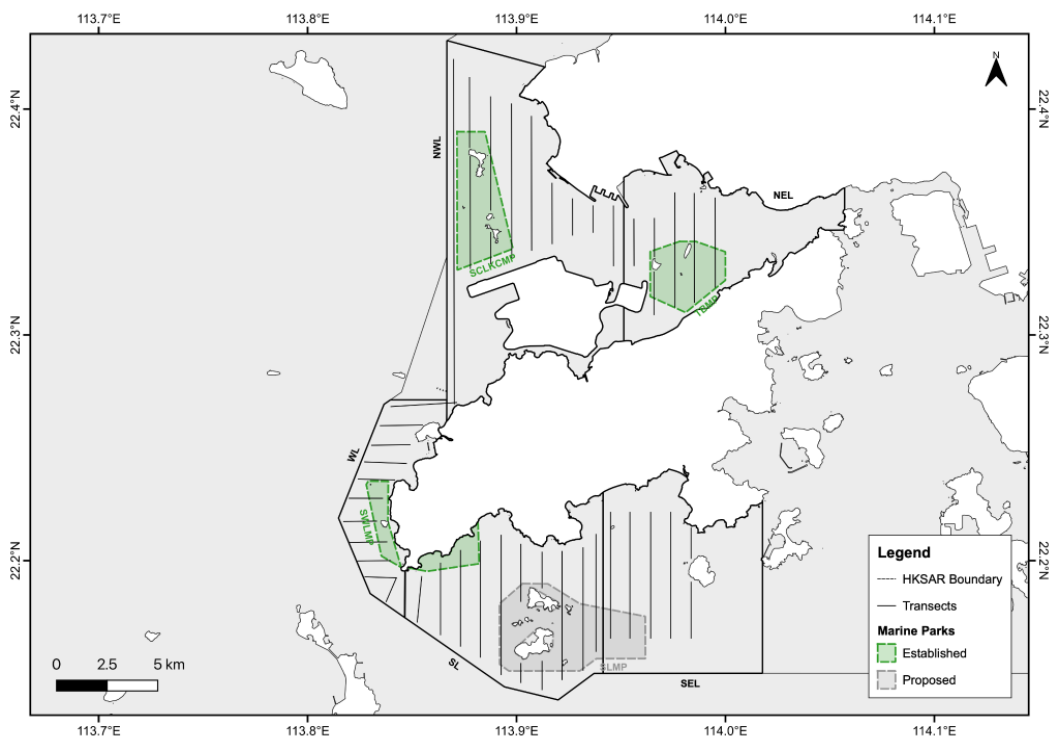 113.7°E 113.8°E 113.9°E 114.0°E 114.1°E
N
22.4°N 22.4°N
NWL
NEL
SCLKCMP
TBMP
22.3°N 22.3°N
WL
SWLMP
22.2°N 22.2°N
Legend
HKSAR Boundary
Transects
Marine Parks
Established
Proposed
0 2.5 5 km
SL
SLMP
SEL
113.7°E 113.8°E 113.9°E 114.0°E 114.1°E